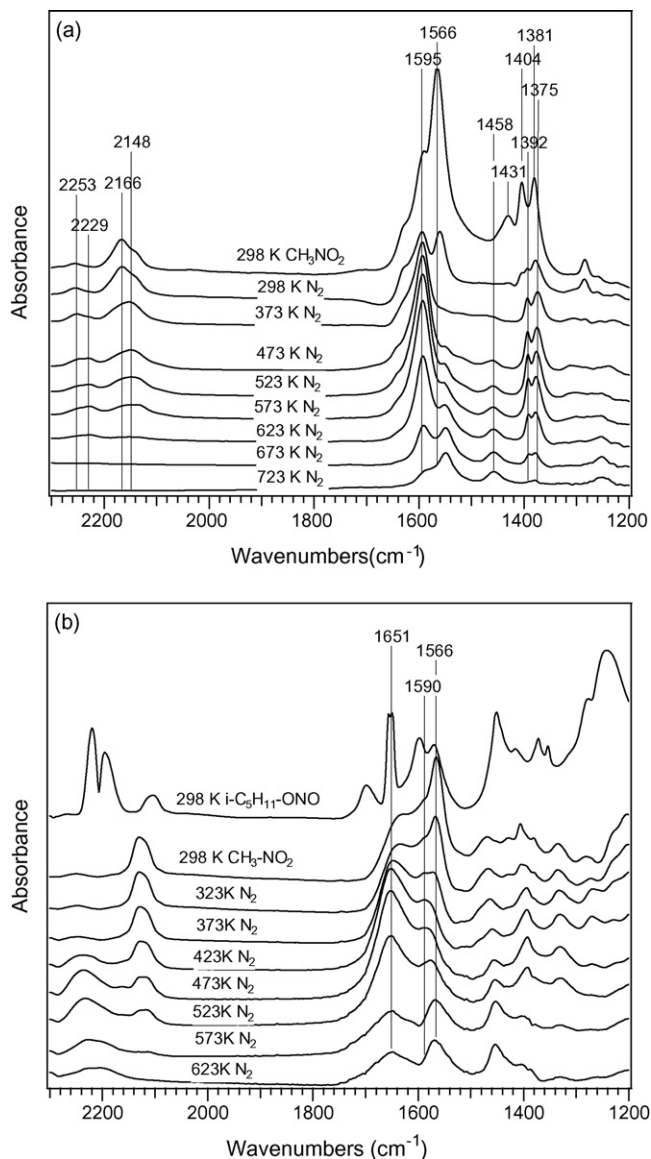 (a)
1566
1381
1595
1404
1375
1458
1392
2148
1431
2253
2166
2229
298 K CH₃NO₂
298 K N₂
373 K N₂
473 K N₂
523 K N₂
573 K N₂
623 K N₂
673 K N₂
723 K N₂
Absorbance
2200 2000 1800 1600 1400 1200
Wavenumbers(cm⁻¹)
(b)
1651
1566
1590
298 K i-C₅H₁₁-ONO
298 K CH₃-NO₂
323K N₂
373K N₂
423K N₂
473K N₂
523K N₂
573K N₂
623K N₂
Absorbance
2200 2000 1800 1600 1400 1200
Wavenumbers (cm⁻¹)